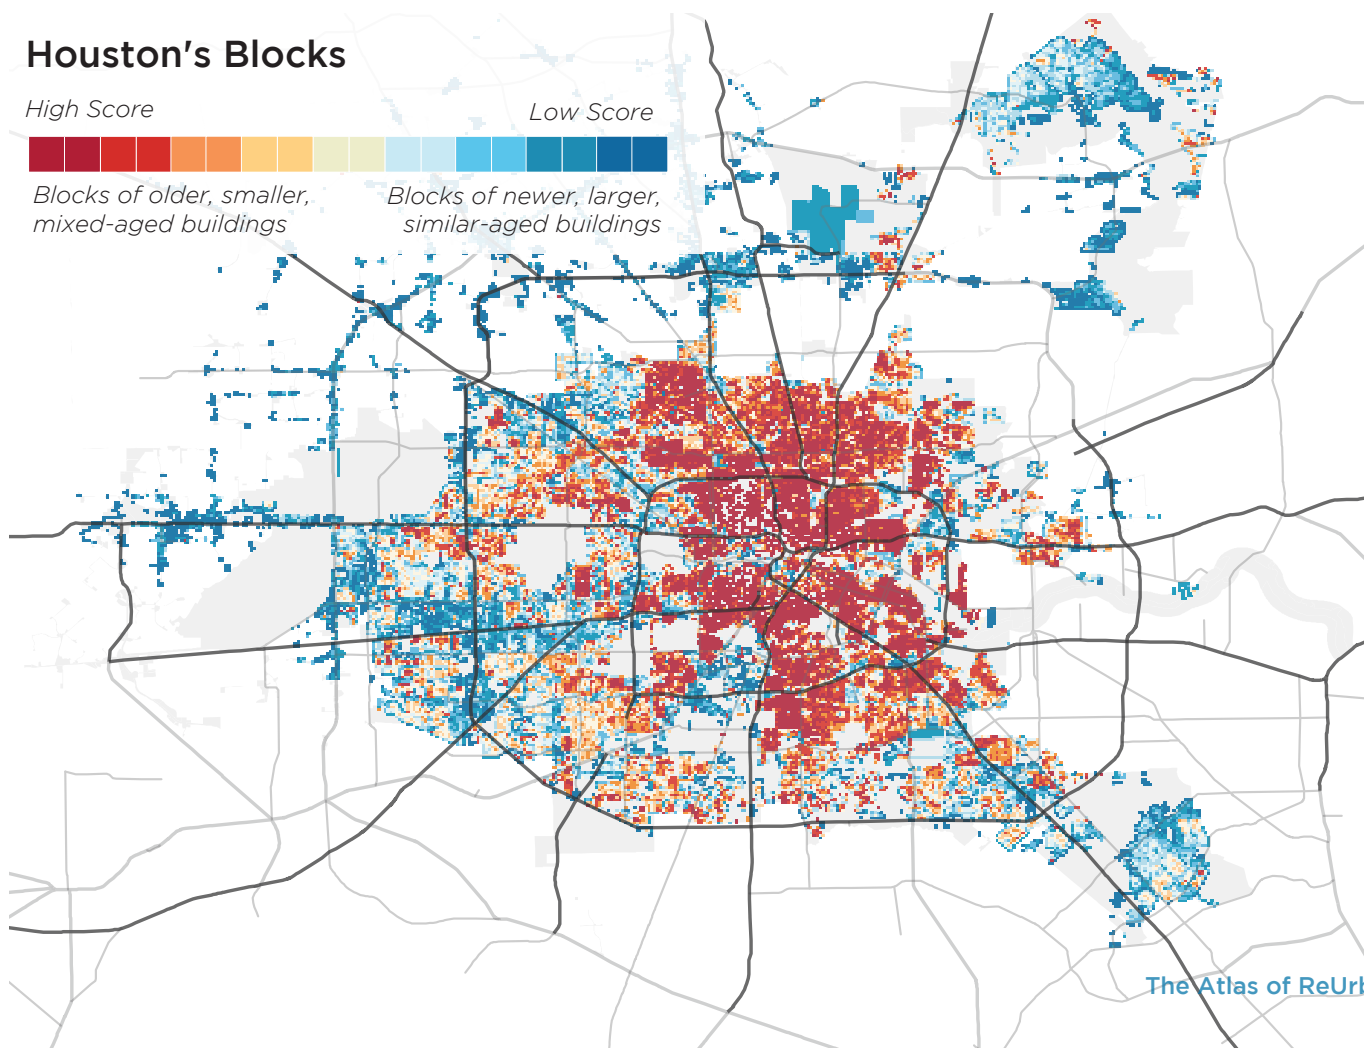 Houston's Blocks
High Score
Low Score
Blocks of older, smaller,
mixed-aged buildings
Blocks of newer, larger,
similar-aged buildings
The Atlas of ReUrb